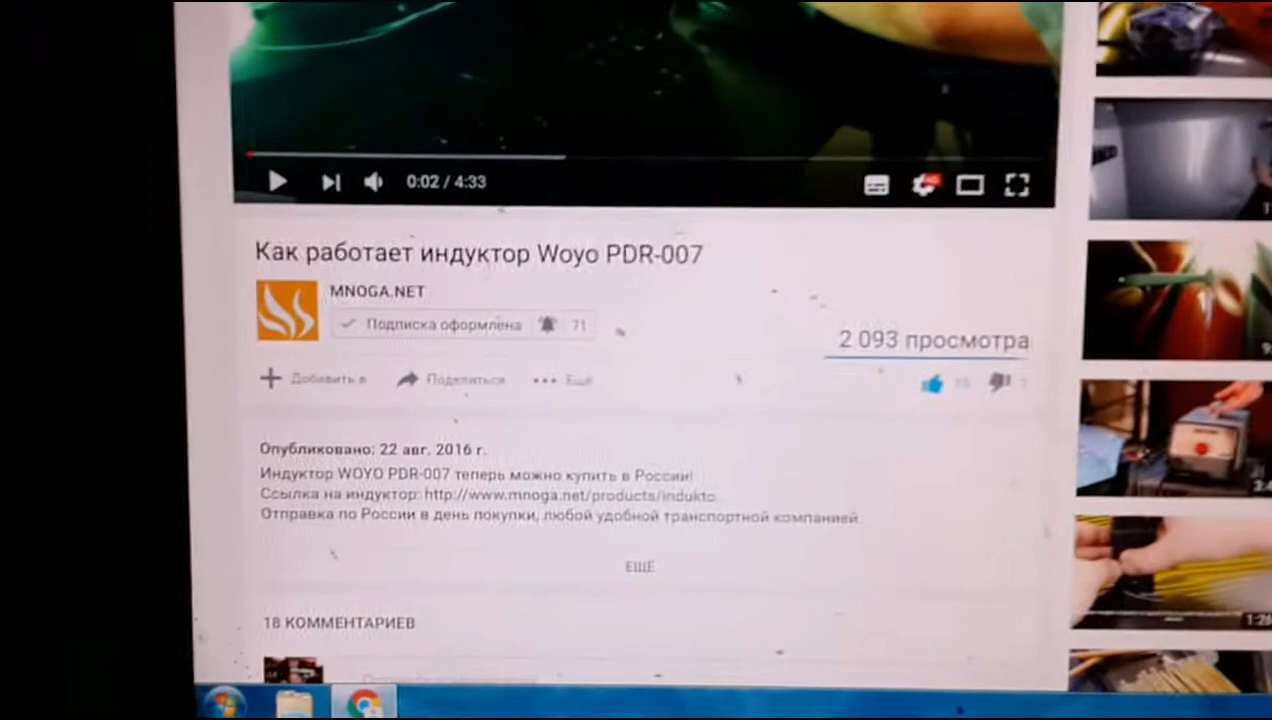 0:02 / 4:33
Как работает индуктор Woyo PDR-007
MNOGA.NET
Подписка оформлена 71
2 093 просмотра
Добавить в Поделиться Ещё
Опубликовано: 22 авг. 2016 г.
Индуктор WOYO PDR-007 теперь можно купить в России!
Ссылка на индуктор: http://www.mnoga.net/products/indukto...
Отправка по России в день покупки, любой удобной транспортной компанией.
ЕЩЁ
18 КОММЕНТАРИЕВ